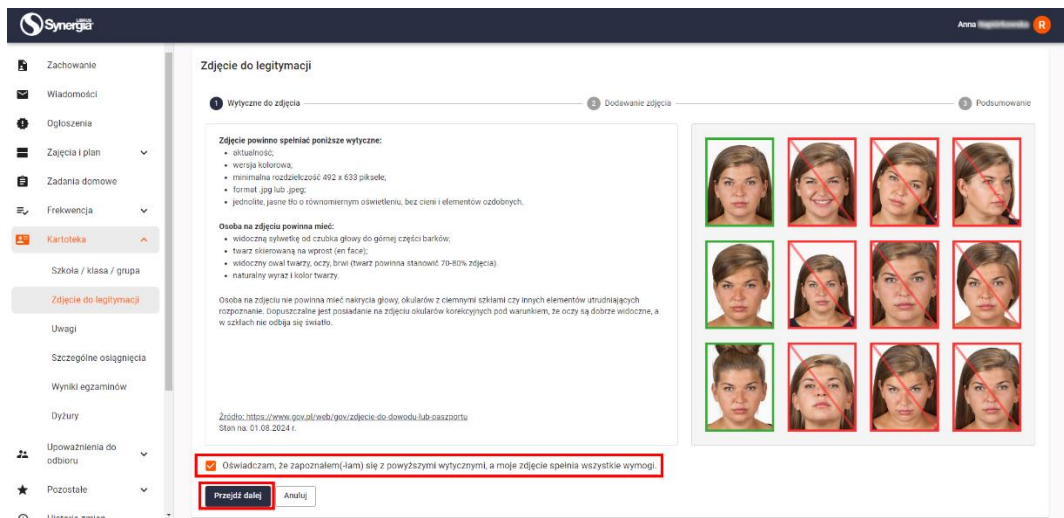 LIBRUS
Synergia
Anna
R
Zachowanie
Wiadomości
Ogłoszenia
Zajęcia i plan
Zadania domowe
Frekwencja
Kartoteka
Szkoła / klasa / grupa
Zdjęcie do legitymacji
Uwagi
Szczególne osiągnięcia
Wyniki egzaminów
Dyżury
Upoważnienia do
odbioru
Pozostałe
Historia zmian
Zdjęcie do legitymacji
1 Wytyczne do zdjęcia
2 Dodawanie zdjęcia
3 Podsumowanie
Zdjęcie powinno spełniać poniższe wytyczne:
• aktualność;
• wersja kolorowa;
• minimalna rozdzielczość 492 x 633 piksele;
• format .jpg lub .jpeg;
• jednolite, jasne tło o równomiernym oświetleniu, bez cieni i elementów ozdobnych.
Osoba na zdjęciu powinna mieć:
• widoczną sylwetkę od czubka głowy do górnej części barków;
• twarz skierowaną na wprost (en face);
• widoczny owal twarzy, oczy, brwi (twarz powinna stanowić 70-80% zdjęcia).
• naturalny wyraz i kolor twarzy.
Osoba na zdjęciu nie powinna mieć nakrycia głowy, okularów z ciemnymi szkłami czy innych elementów utrudniających
rozpoznanie. Dopuszczalne jest posiadanie na zdjęciu okularów korekcyjnych pod warunkiem, że oczy są dobrze widoczne, a
w szkłach nie odbija się światło.
Źródło: https://www.gov.pl/web/gov/zdjecie-do-dowodu-lub-paszportu
Stan na: 01.08.2024 r.
Oświadczam, że zapoznałem(-łam) się z powyższymi wytycznymi, a moje zdjęcie spełnia wszystkie wymogi.
Przejdź dalej
Anuluj